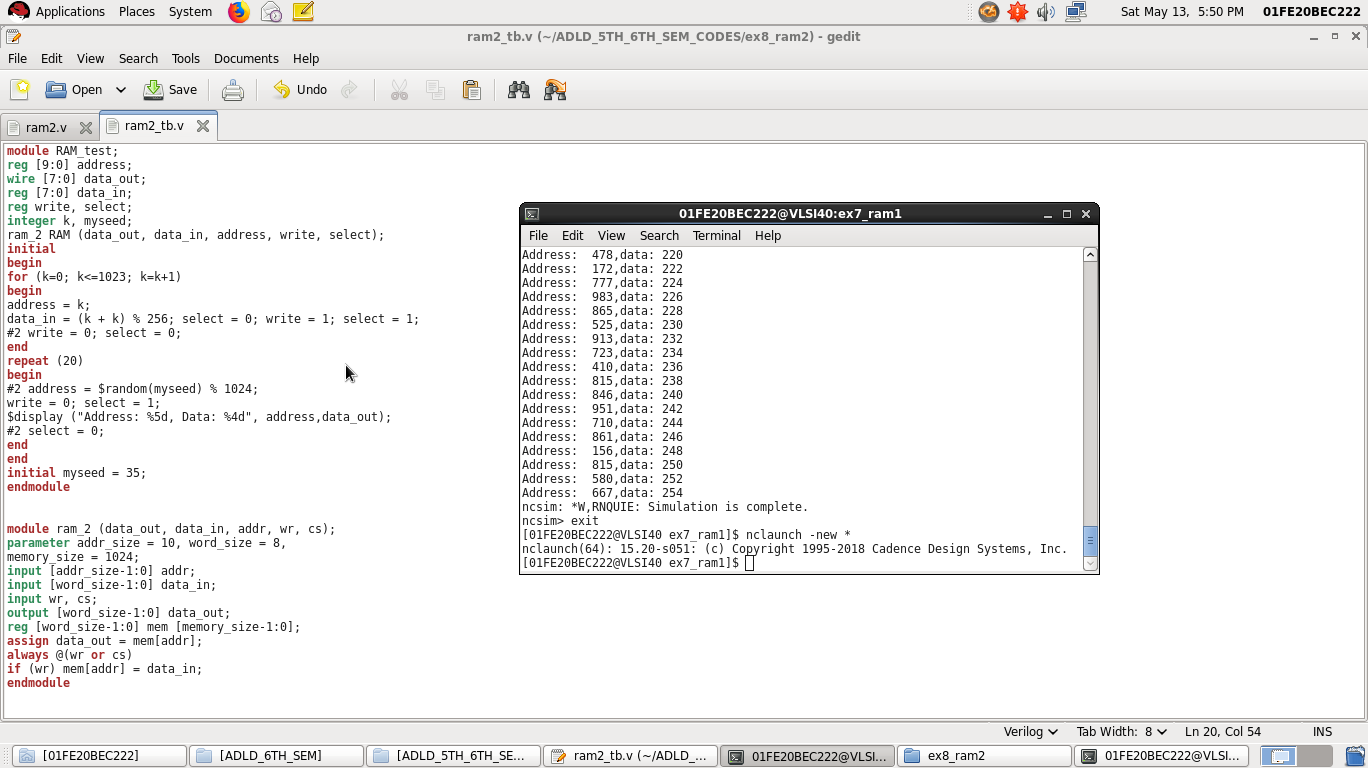 Applications Places System Sat May 13, 5:50 PM 01FE20BEC222
ram2_tb.v (~/ADLD_5TH_6TH_SEM_CODES/ex8_ram2) - gedit
File Edit View Search Tools Documents Help
Open Save Undo
ram2.v ram2_tb.v
module RAM_test;
reg [9:0] address;
wire [7:0] data_out;
reg [7:0] data_in;
reg write, select;
integer k, myseed;
ram_2 RAM (data_out, data_in, address, write, select);
initial
begin
for (k=0; k<=1023; k=k+1)
begin
address = k;
data_in = (k + k) % 256; select = 0; write = 1; select = 1;
#2 write = 0; select = 0;
end
repeat (20)
begin
#2 address = $random(myseed) % 1024;
write = 0; select = 1;
$display ("Address: %5d, Data: %4d", address,data_out);
#2 select = 0;
end
end
initial myseed = 35;
endmodule
module ram_2 (data_out, data_in, addr, wr, cs);
parameter addr_size = 10, word_size = 8,
memory_size = 1024;
input [addr_size-1:0] addr;
input [word_size-1:0] data_in;
input wr, cs;
output [word_size-1:0] data_out;
reg [word_size-1:0] mem [memory_size-1:0];
assign data_out = mem[addr];
always @(wr or cs)
if (wr) mem[addr] = data_in;
endmodule
01FE20BEC222@VLSI40:ex7_ram1
File Edit View Search Terminal Help
Address:  478,data: 220
Address:  172,data: 222
Address:  777,data: 224
Address:  983,data: 226
Address:  865,data: 228
Address:  525,data: 230
Address:  913,data: 232
Address:  723,data: 234
Address:  410,data: 236
Address:  815,data: 238
Address:  846,data: 240
Address:  951,data: 242
Address:  710,data: 244
Address:  861,data: 246
Address:  156,data: 248
Address:  815,data: 250
Address:  580,data: 252
Address:  667,data: 254
ncsim: *W,RNQUIE: Simulation is complete.
ncsim> exit
[01FE20BEC222@VLSI40 ex7_ram1]$ nclaunch -new *
nclaunch(64): 15.20-s051: (c) Copyright 1995-2018 Cadence Design Systems, Inc.
[01FE20BEC222@VLSI40 ex7_ram1]$
Verilog Tab Width: 8 Ln 20, Col 54 INS
[01FE20BEC222] [ADLD_6TH_SEM] [ADLD_5TH_6TH_SE... ram2_tb.v (~/ADLD_... 01FE20BEC222@VLSI... ex8_ram2 01FE20BEC222@VLSI...